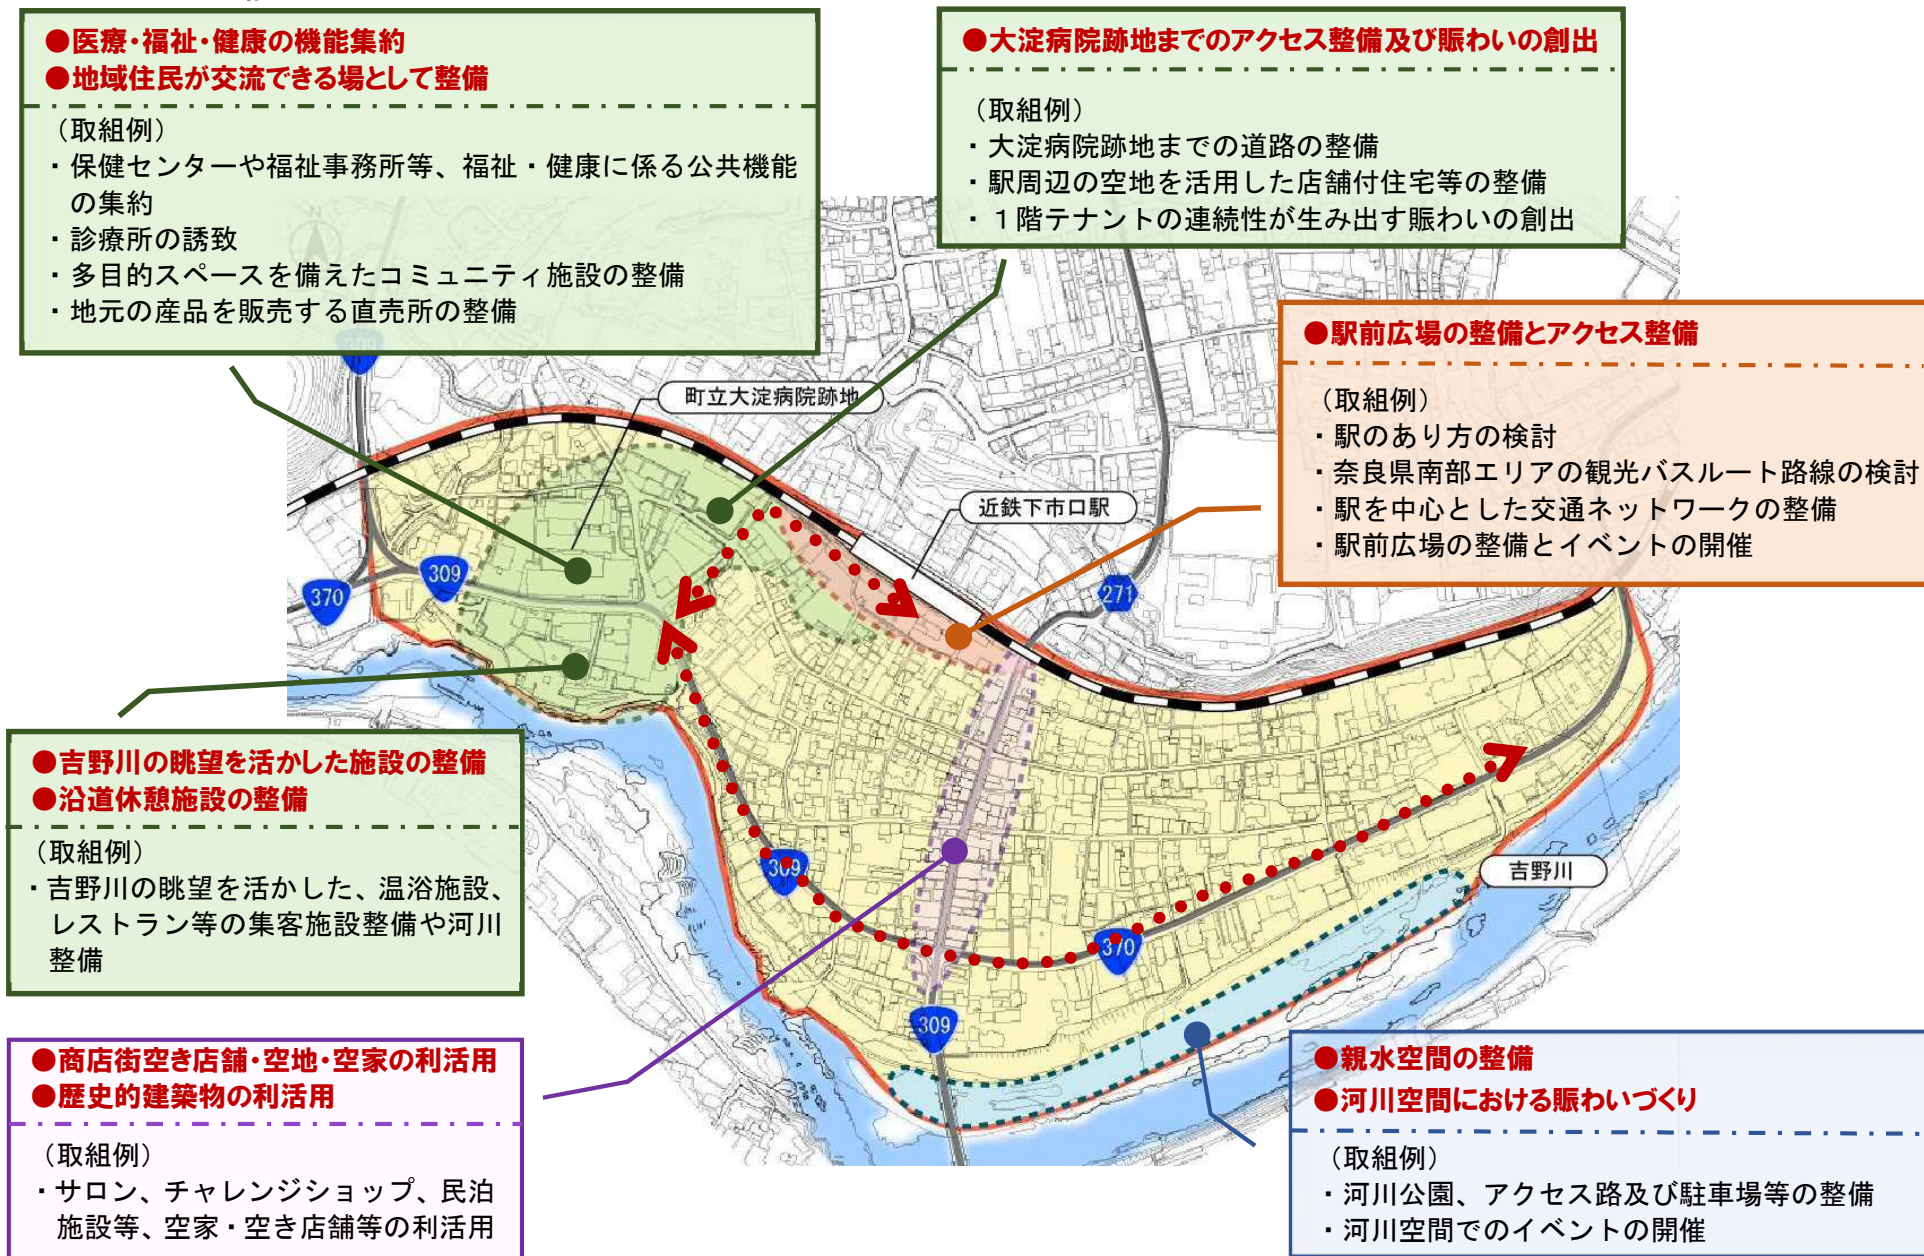 ●医療・福祉・健康の機能集約
●地域住民が交流できる場として整備
（取組例）
・保健センターや福祉事務所等、福祉・健康に係る公共機能
の集約
・診療所の誘致
・多目的スペースを備えたコミュニティ施設の整備
・地元の産品を販売する直売所の整備
●大淀病院跡地までのアクセス整備及び賑わいの創出
（取組例）
・大淀病院跡地までの道路の整備
・駅周辺の空地を活用した店舗付住宅等の整備
・１階テナントの連続性が生み出す賑わいの創出
●駅前広場の整備とアクセス整備
（取組例）
・駅のあり方の検討
・奈良県南部エリアの観光バスルート路線の検討
・駅を中心とした交通ネットワークの整備
・駅前広場の整備とイベントの開催
N
309
町立大淀病院跡地
近鉄下市口駅
309
370
271
309
370
吉野川
309
●吉野川の眺望を活かした施設の整備
●沿道休憩施設の整備
（取組例）
・吉野川の眺望を活かした、温浴施設、
レストラン等の集客施設整備や河川
整備
●商店街空き店舗・空地・空家の利活用
●歴史的建築物の利活用
（取組例）
・サロン、チャレンジショップ、民泊
施設等、空家・空き店舗等の利活用
●親水空間の整備
●河川空間における賑わいづくり
（取組例）
・河川公園、アクセス路及び駐車場等の整備
・河川空間でのイベントの開催